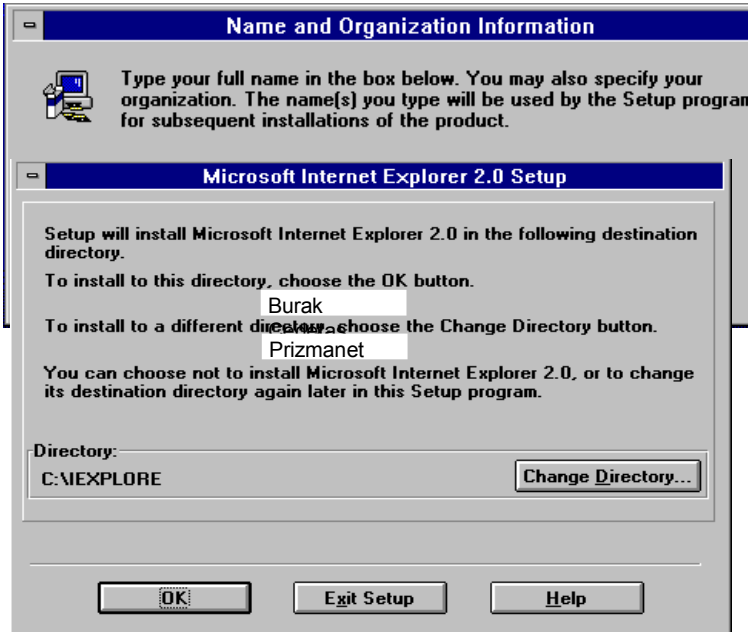 Name and Organization Information
Type your full name in the box below. You may also specify your
organization. The name(s) you type will be used by the Setup program
for subsequent installations of the product.
Microsoft Internet Explorer 2.0 Setup
Setup will install Microsoft Internet Explorer 2.0 in the following destination
directory.
To install to this directory, choose the OK button.
Burak
To install to a different directory, choose the Change Directory button.
Prizmanet
You can choose not to install Microsoft Internet Explorer 2.0, or to change
its destination directory again later in this Setup program.
Directory:
C:\IEXPLORE
Change Directory...
OK
Exit Setup
Help